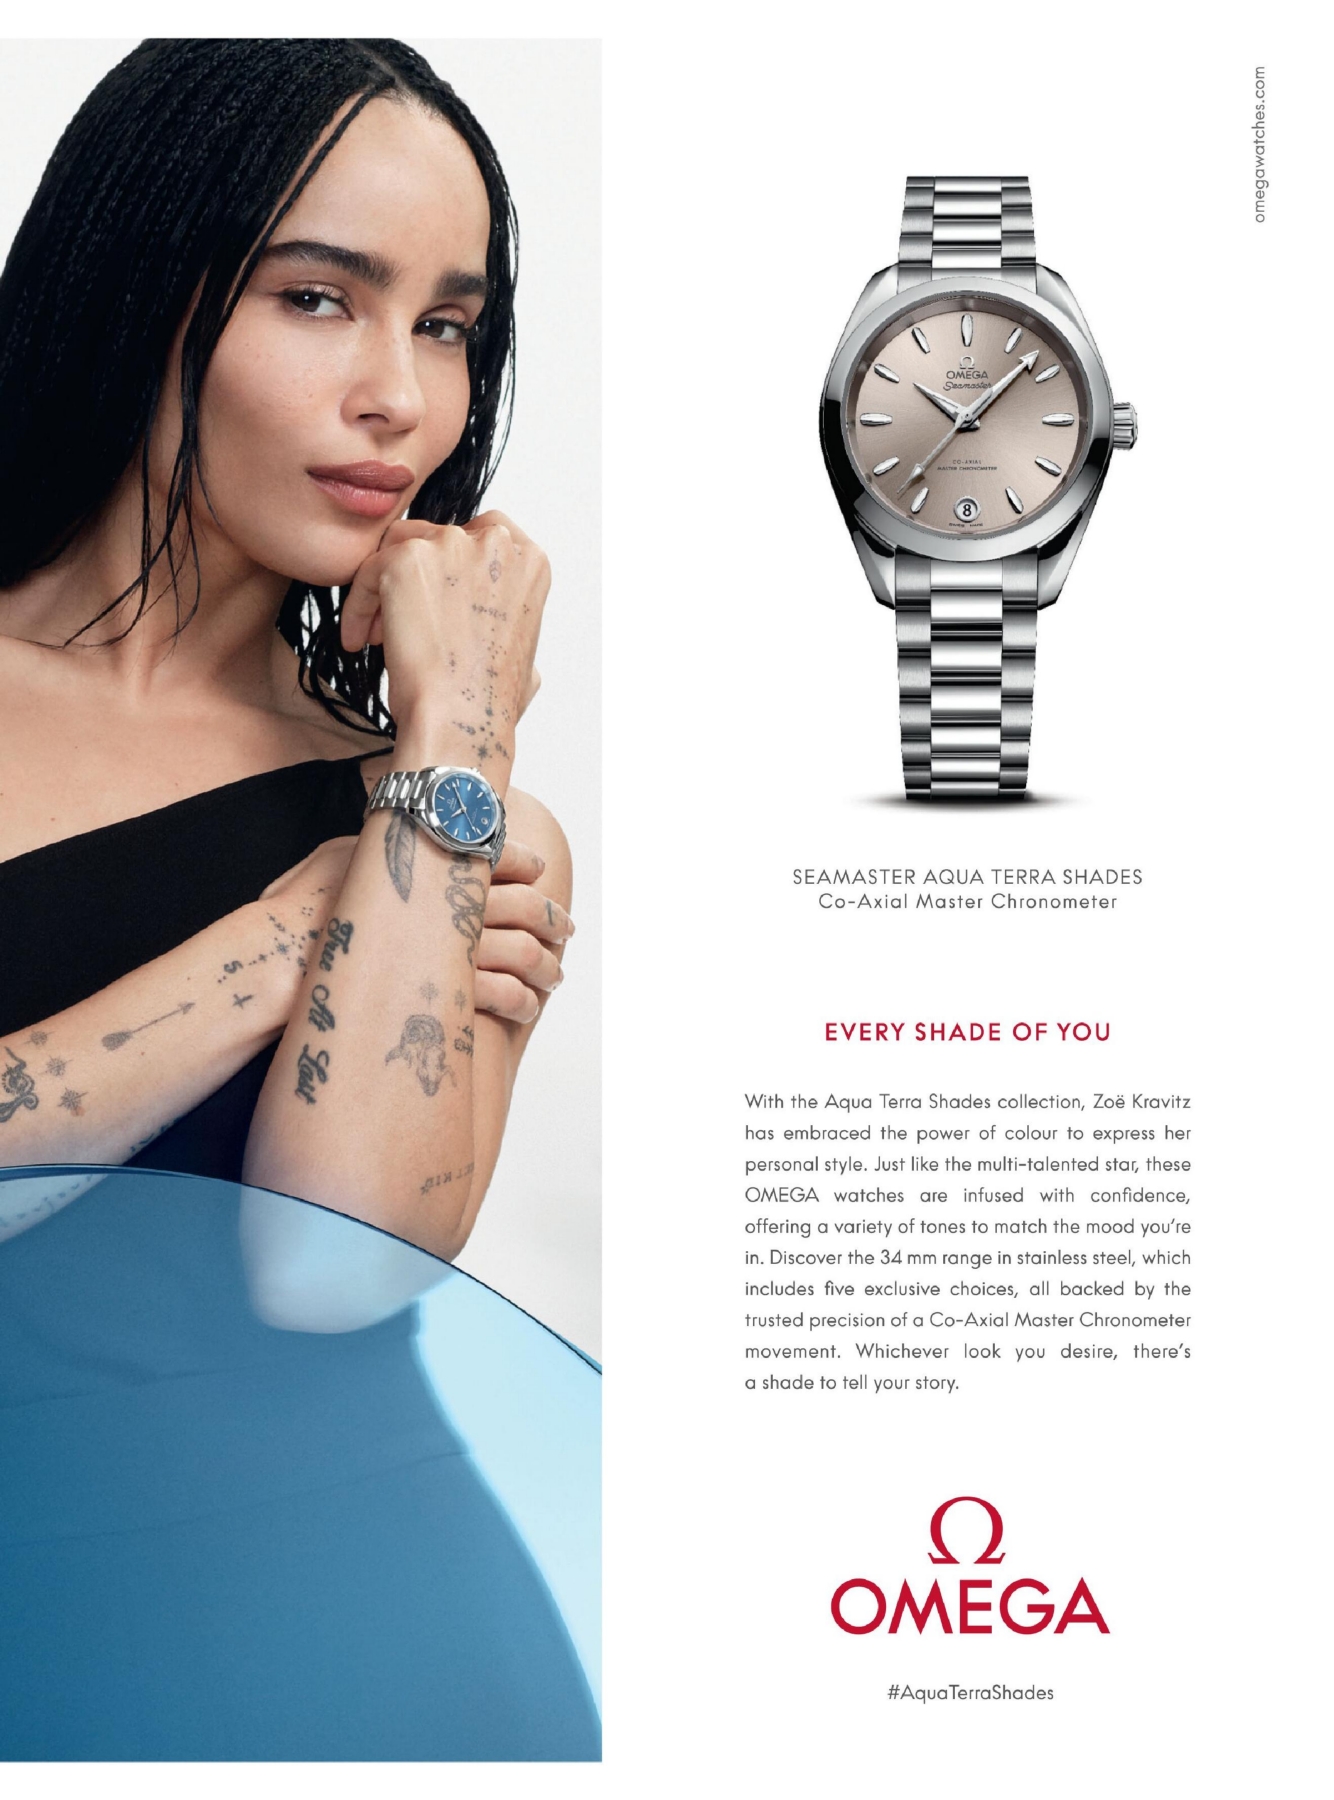 omegawatches.com
OMEGA
Seamaster
CO-AXIAL
MASTER CHRONOMETER
8
SEAMASTER AQUA TERRA SHADES
Co-Axial Master Chronometer
Free At Last
EVERY SHADE OF YOU
With the Aqua Terra Shades collection, Zoë Kravitz
has embraced the power of colour to express her
personal style. Just like the multi-talented star, these
OMEGA watches are infused with confidence,
offering a variety of tones to match the mood you’re
in. Discover the 34 mm range in stainless steel, which
includes five exclusive choices, all backed by the
trusted precision of a Co-Axial Master Chronometer
movement. Whichever look you desire, there’s
a shade to tell your story.
Ω
OMEGA
#AquaTerraShades